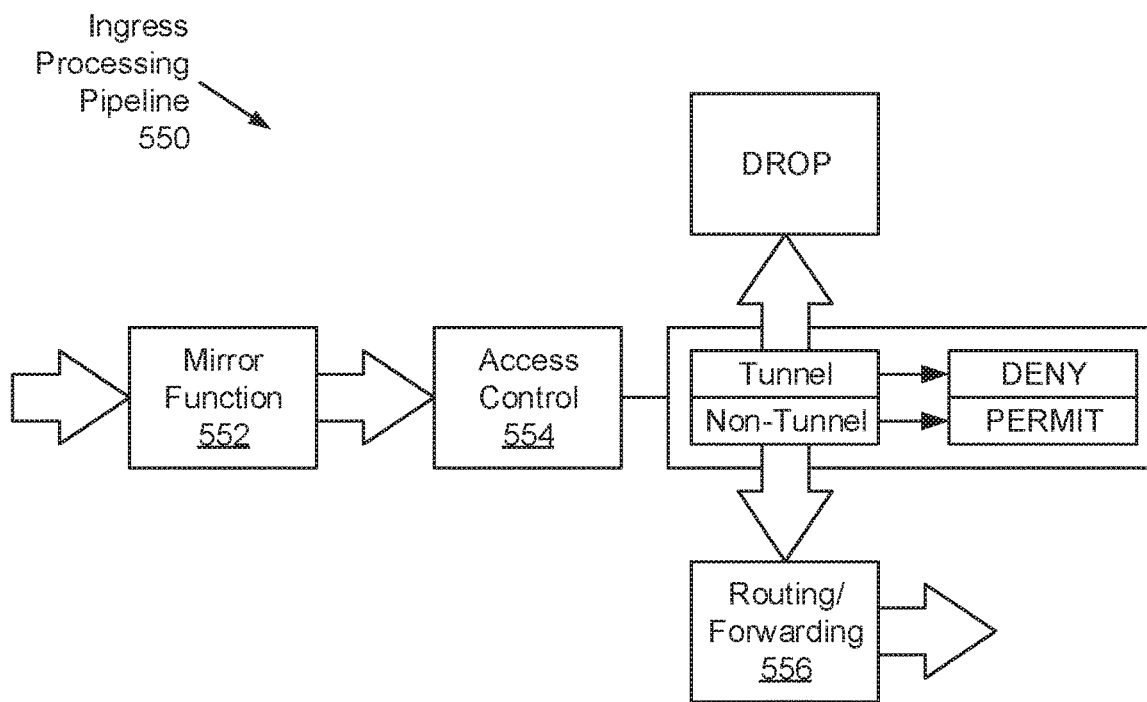 Ingress
Processing
Pipeline
550
DROP
Mirror
Function
552
Access
Control
554
Tunnel
DENY
Non-Tunnel
PERMIT
Routing/
Forwarding
556